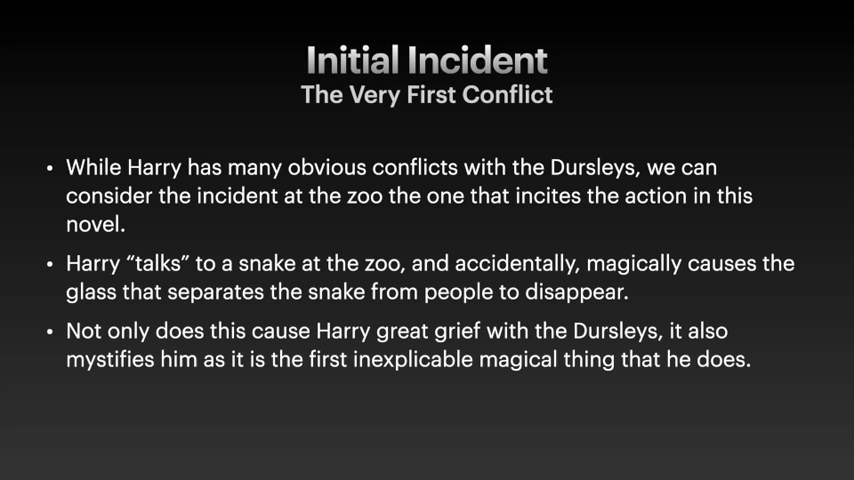 Initial Incident
The Very First Conflict
• While Harry has many obvious conflicts with the Dursleys, we can
consider the incident at the zoo the one that incites the action in this
novel.
• Harry “talks” to a snake at the zoo, and accidentally, magically causes the
glass that separates the snake from people to disappear.
• Not only does this cause Harry great grief with the Dursleys, it also
mystifies him as it is the first inexplicable magical thing that he does.